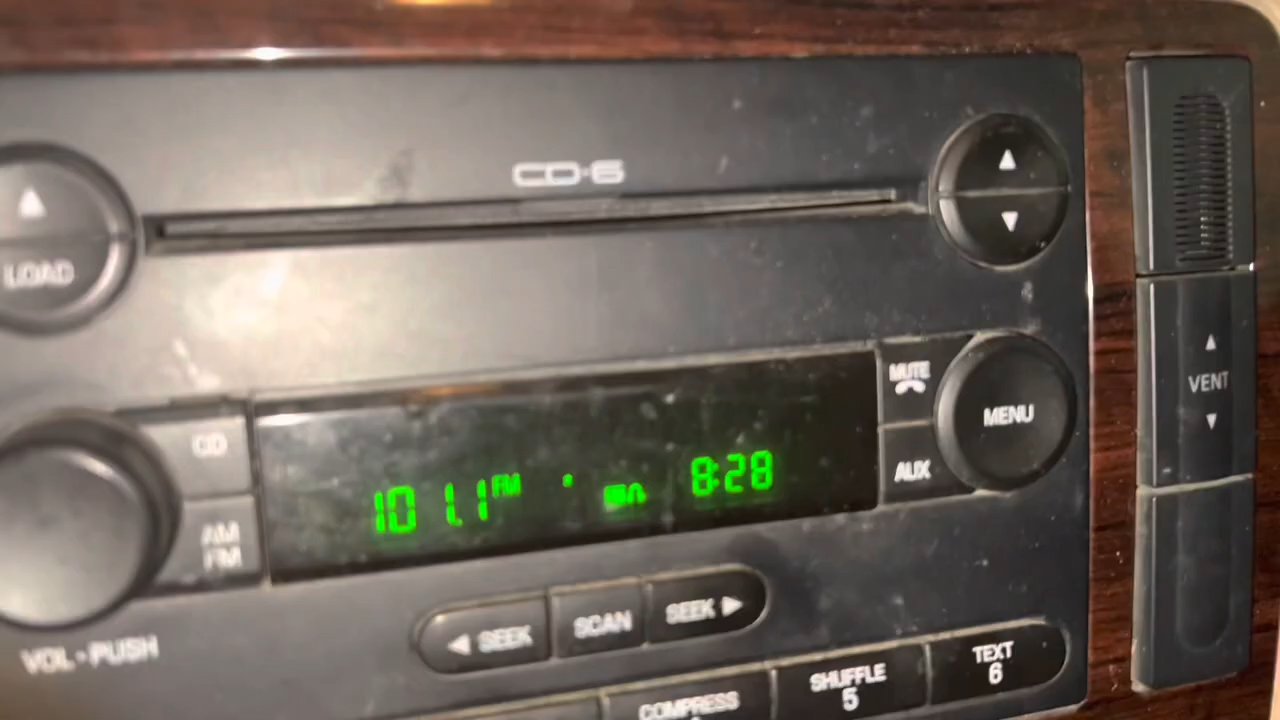 CD·6
LOAD
MUTE
MENU
VENT
CD
AUX
101.1 FM 8:28
AM
FM
SEEK
SCAN
SEEK
VOL-PUSH
COMPRESS
SHUFFLE
5
TEXT
6